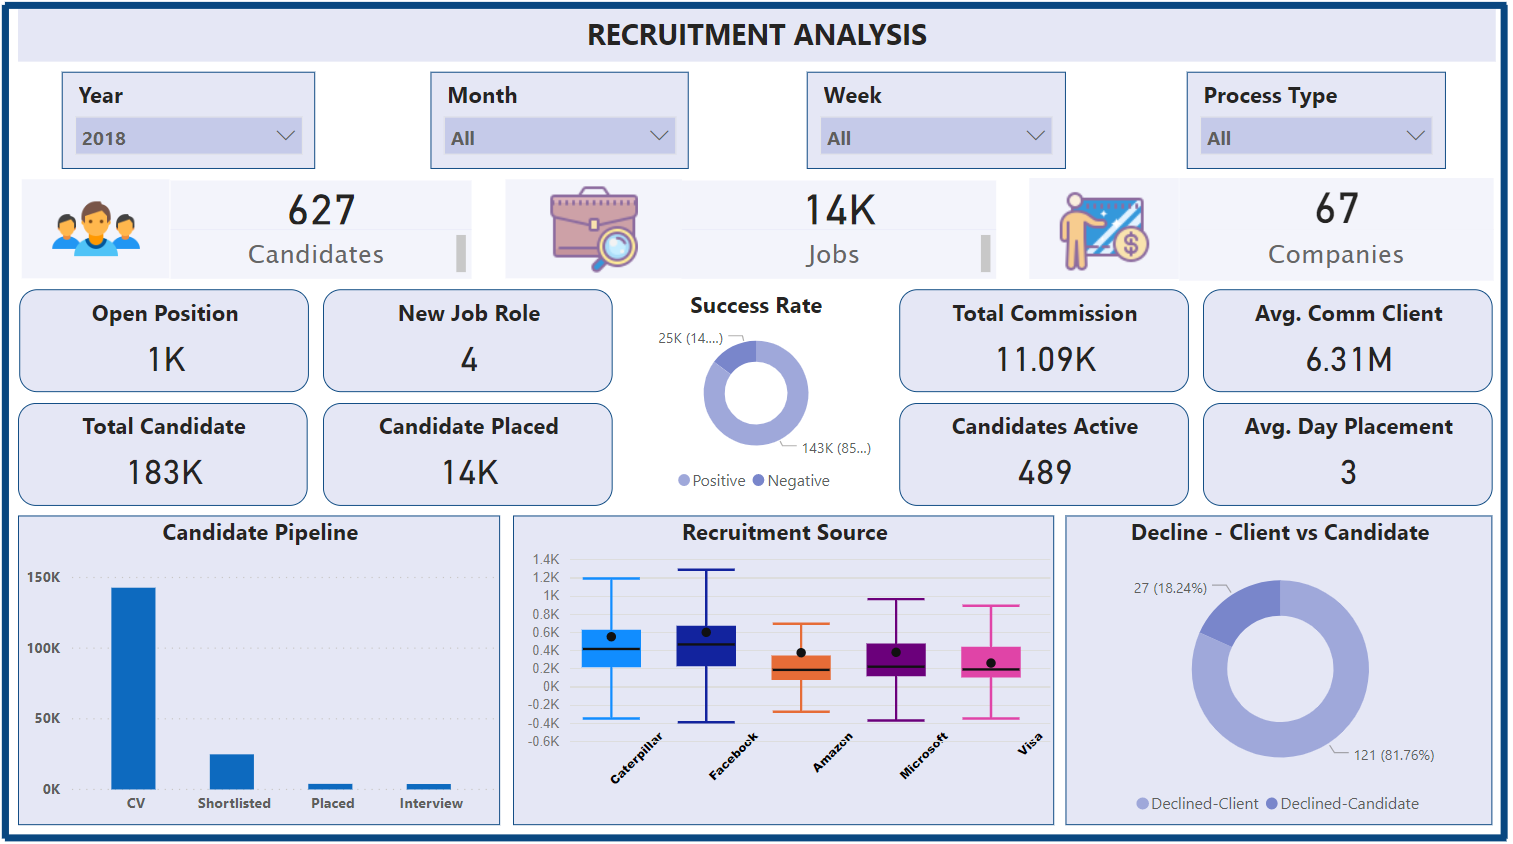 RECRUITMENT ANALYSIS
Year
2018
Month
All
Week
All
Process Type
All
627
Candidates
14K
Jobs
67
Companies
Open Position
1K
New Job Role
4
Success Rate
25K (14....)
143K (85...)
Positive Negative
Total Commission
11.09K
Avg. Comm Client
6.31M
Total Candidate
183K
Candidate Placed
14K
Candidates Active
489
Avg. Day Placement
3
Candidate Pipeline
150K
100K
50K
0K
CV Shortlisted Placed Interview
Recruitment Source
1.4K
1.2K
1K
0.8K
0.6K
0.4K
0.2K
0K
-0.2K
-0.4K
-0.6K
Caterpillar Facebook Amazon Microsoft Visa
Decline - Client vs Candidate
27 (18.24%)
121 (81.76%)
Declined-Client Declined-Candidate